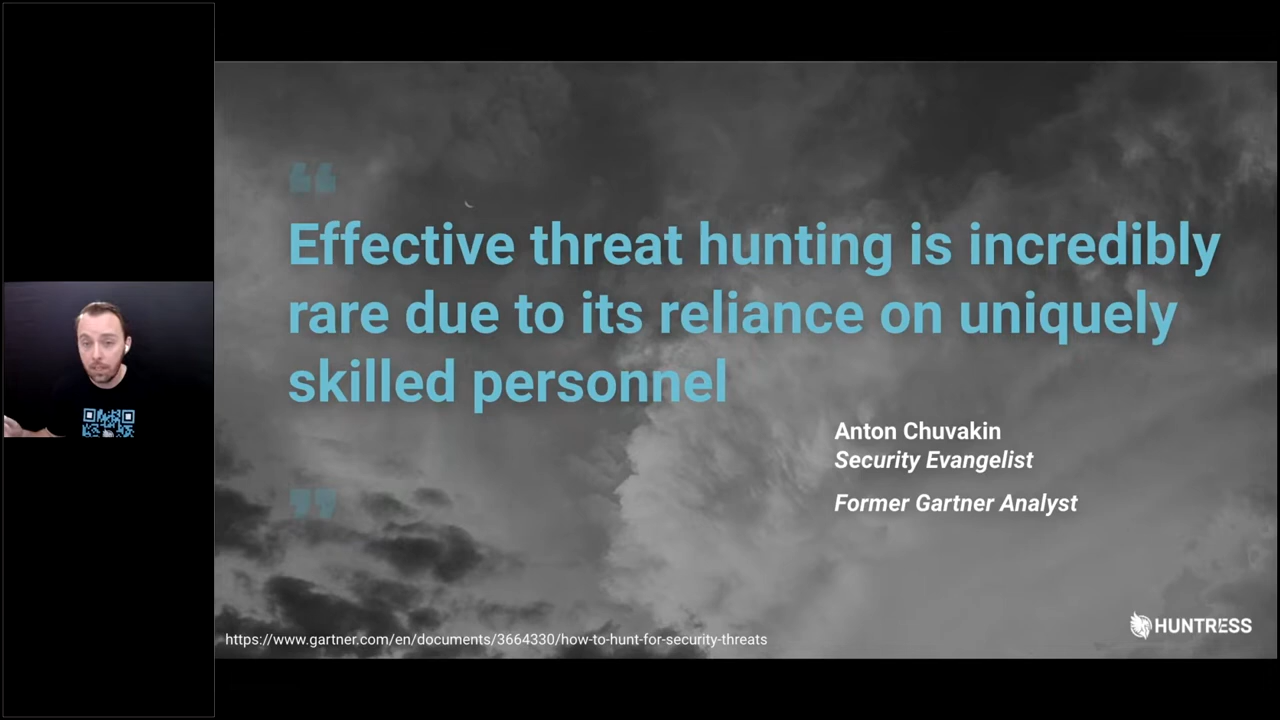 “
Effective threat hunting is incredibly
rare due to its reliance on uniquely
skilled personnel
”
Anton Chuvakin
Security Evangelist
Former Gartner Analyst
https://www.gartner.com/en/documents/3664330/how-to-hunt-for-security-threats
HUNTRESS